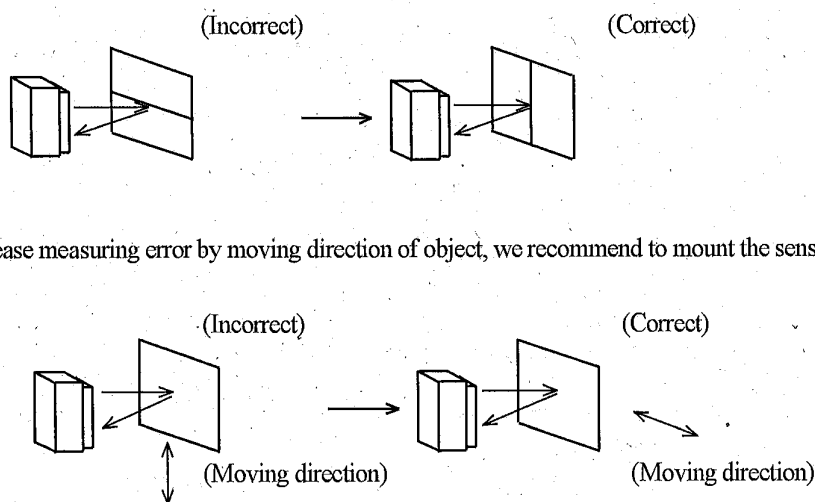 (Incorrect) (Correct)
ease measuring error by moving direction of object, we recommend to mount the sens
(Incorrect) (Correct)
(Moving direction) (Moving direction)